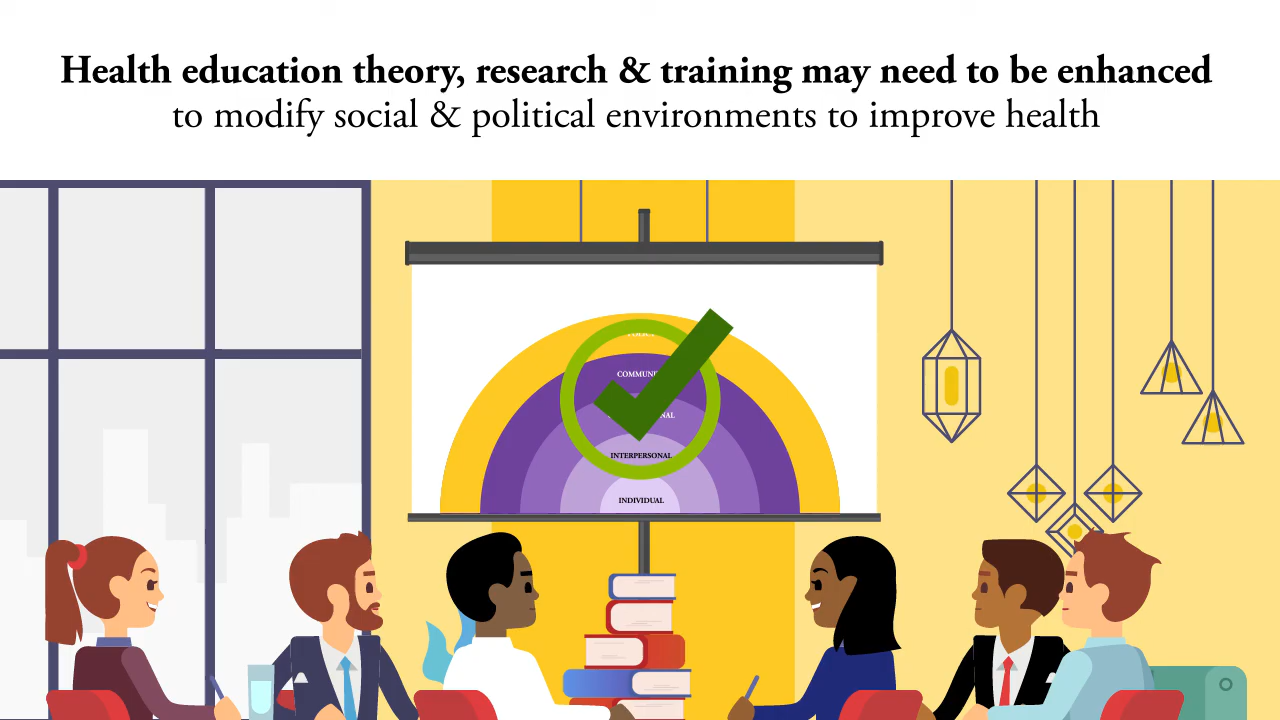 Health education theory, research & training may need to be enhanced
to modify social & political environments to improve health
INTERPERSONAL
INDIVIDUAL